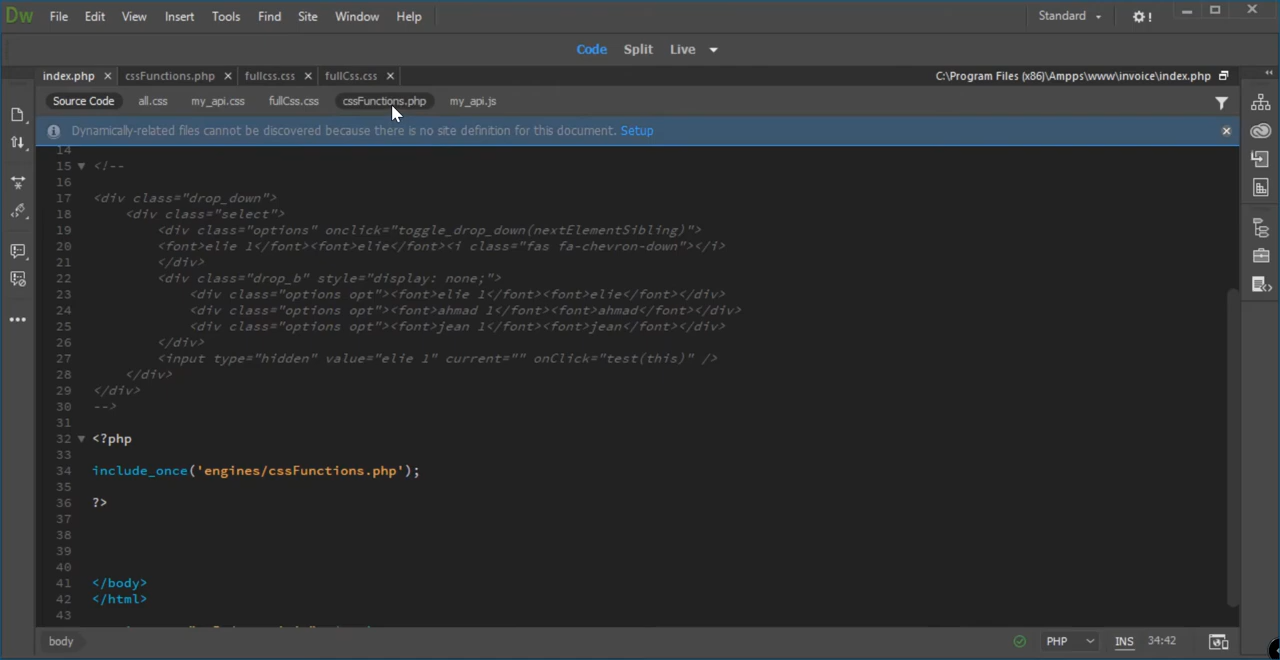 Dw File Edit View Insert Tools Find Site Window Help Standard !
Code Split Live
index.php cssFunctions.php fullcss.css fullCss.css C:\Program Files (x86)\Ampps\www\invoice\index.php
Source Code all.css my_api.css fullCss.css cssFunctions.php my_api.js
Dynamically-related files cannot be discovered because there is no site definition for this document. Setup
14
15 <!--
16
17 <div class="drop_down">
18 <div class="select">
19 <div class="options" onclick="toggle_drop_down(nextElementSibling)">
20 <font>elie 1</font><font>elie</font><i class="fas fa-chevron-down"></i>
21 </div>
22 <div class="drop_b" style="display: none;">
23 <div class="options opt"><font>elie 1</font><font>elie</font></div>
24 <div class="options opt"><font>ahmad 1</font><font>ahmad</font></div>
25 <div class="options opt"><font>jean 1</font><font>jean</font></div>
26 </div>
27 <input type="hidden" value="elie 1" current="" onClick="test(this)" />
28 </div>
29 </div>
30 -->
31
32 <?php
33
34 include_once('engines/cssFunctions.php');
35
36 ?>
37
38
39
40
41 </body>
42 </html>
43
body PHP INS 34:42